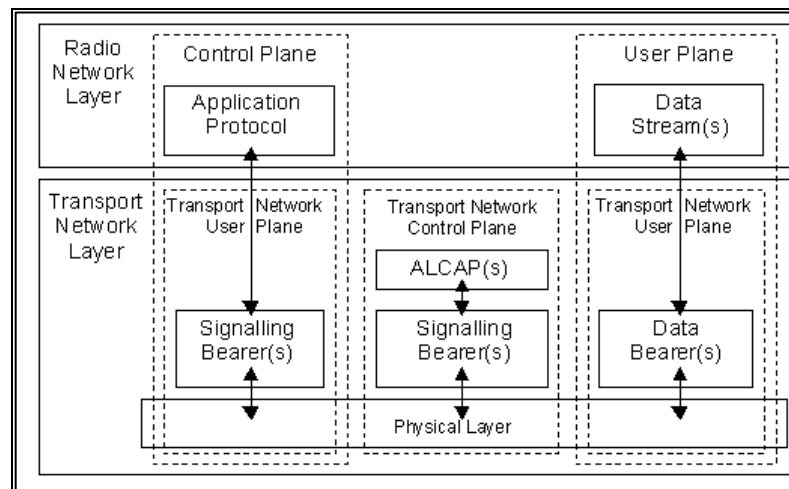 Radio
Network
Layer
Control Plane
Application
Protocol
User Plane
Data
Stream(s)
Transport
Network
Layer
Transport Network
User Plane
Transport Network
Control Plane
Transport Network
User Plane
ALCAP(s)
Signalling
Bearer(s)
Signalling
Bearer(s)
Data
Bearer(s)
Physical Layer